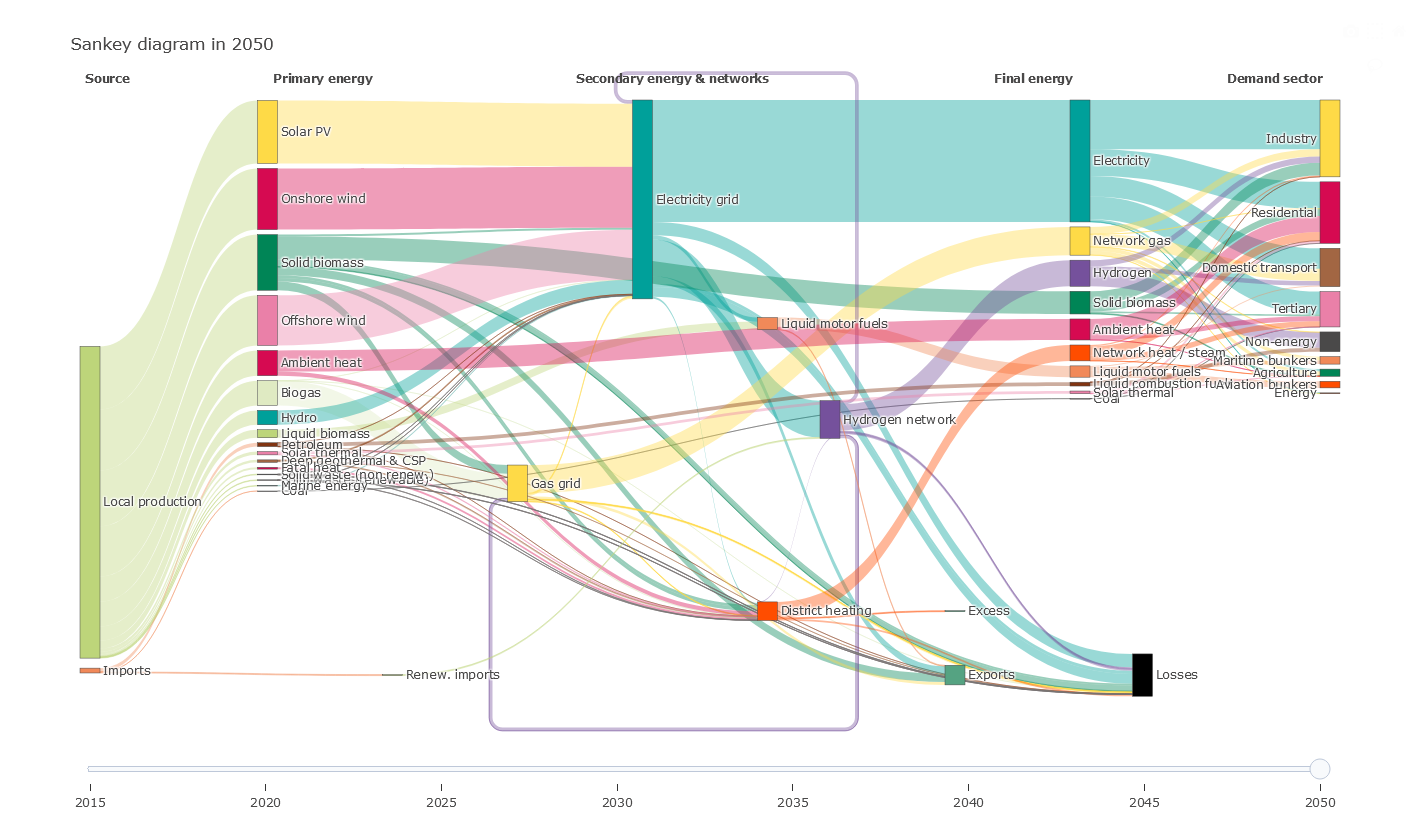 Sankey diagram in 2050
Source
Primary energy
Secondary energy & networks
Final energy
Demand sector
Solar PV
Onshore wind
Solid biomass
Offshore wind
Ambient heat
Biogas
Hydro
Liquid biomass
Petroleum
Solar thermal
Deep geothermal & CSP
Fatal heat
Solid waste (non renew.)
renewable)
Marine energy
Coal
Local production
Imports
Renew. imports
Electricity grid
Liquid motor fuels
Hydrogen network
Gas grid
District heating
Excess
Exports
Losses
Electricity
Network gas
Hydrogen
Solid biomass
Ambient heat
Network heat / steam
Liquid motor fuels
Liquid combustion
Solar thermal
Coal
Industry
Residential
Domestic transport
Tertiary
Non-energy
Maritime bunkers
Agriculture
Aviation bunkers
Energy
2015
2020
2025
2030
2035
2040
2045
2050